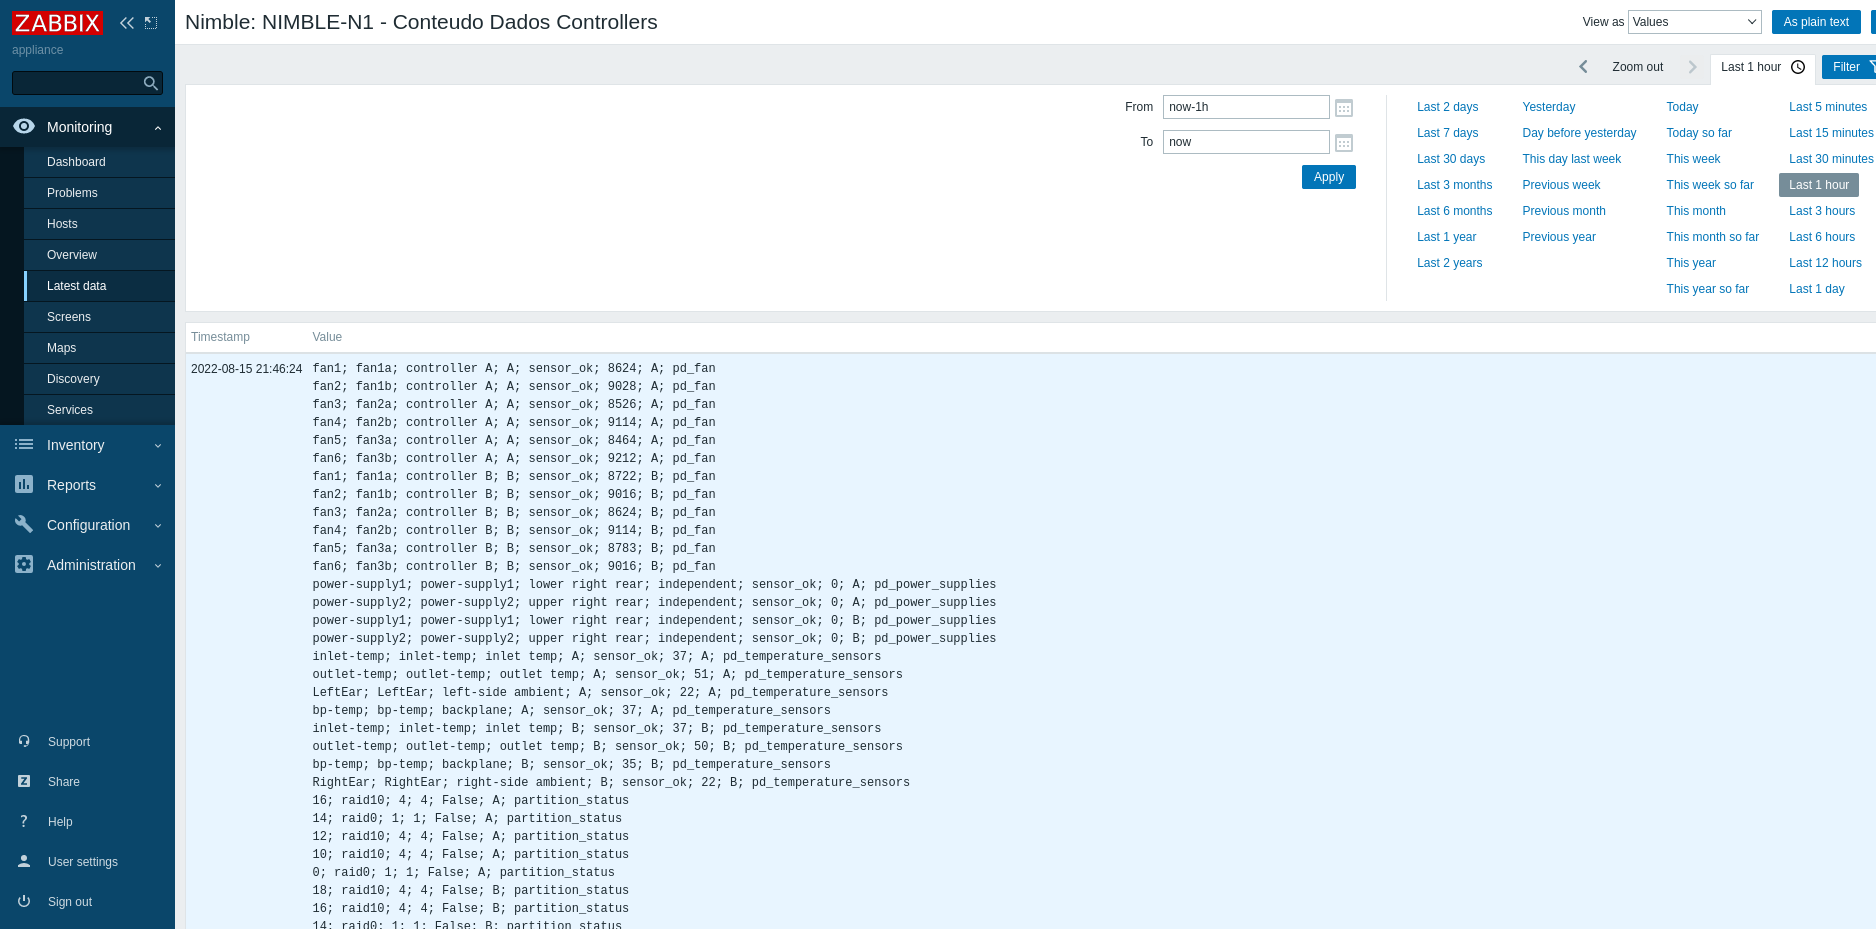 ZABBIX
appliance
Monitoring
Dashboard
Problems
Hosts
Overview
Latest data
Screens
Maps
Discovery
Services
Inventory
Reports
Configuration
Administration
Support
Share
Help
User settings
Sign out
Nimble: NIMBLE-N1 - Conteudo Dados Controllers
View as Values As plain text
Zoom out Last 1 hour Filter
From now-1h
To now
Apply
Last 2 days Yesterday Today Last 5 minutes
Last 7 days Day before yesterday Today so far Last 15 minutes
Last 30 days This day last week This week Last 30 minutes
Last 3 months Previous week This week so far Last 1 hour
Last 6 months Previous month This month Last 3 hours
Last 1 year Previous year This month so far Last 6 hours
Last 2 years This year Last 12 hours
This year so far Last 1 day
Timestamp Value
2022-08-15 21:46:24 fan1; fan1a; controller A; A; sensor_ok; 8624; A; pd_fan
fan2; fan1b; controller A; A; sensor_ok; 9028; A; pd_fan
fan3; fan2a; controller A; A; sensor_ok; 8526; A; pd_fan
fan4; fan2b; controller A; A; sensor_ok; 9114; A; pd_fan
fan5; fan3a; controller A; A; sensor_ok; 8464; A; pd_fan
fan6; fan3b; controller A; A; sensor_ok; 9212; A; pd_fan
fan1; fan1a; controller B; B; sensor_ok; 8722; B; pd_fan
fan2; fan1b; controller B; B; sensor_ok; 9016; B; pd_fan
fan3; fan2a; controller B; B; sensor_ok; 8624; B; pd_fan
fan4; fan2b; controller B; B; sensor_ok; 9114; B; pd_fan
fan5; fan3a; controller B; B; sensor_ok; 8783; B; pd_fan
fan6; fan3b; controller B; B; sensor_ok; 9016; B; pd_fan
power-supply1; power-supply1; lower right rear; independent; sensor_ok; 0; A; pd_power_supplies
power-supply2; power-supply2; upper right rear; independent; sensor_ok; 0; A; pd_power_supplies
power-supply1; power-supply1; lower right rear; independent; sensor_ok; 0; B; pd_power_supplies
power-supply2; power-supply2; upper right rear; independent; sensor_ok; 0; B; pd_power_supplies
inlet-temp; inlet-temp; inlet temp; A; sensor_ok; 37; A; pd_temperature_sensors
outlet-temp; outlet-temp; outlet temp; A; sensor_ok; 51; A; pd_temperature_sensors
LeftEar; LeftEar; left-side ambient; A; sensor_ok; 22; A; pd_temperature_sensors
bp-temp; bp-temp; backplane; A; sensor_ok; 37; A; pd_temperature_sensors
inlet-temp; inlet-temp; inlet temp; B; sensor_ok; 37; B; pd_temperature_sensors
outlet-temp; outlet-temp; outlet temp; B; sensor_ok; 50; B; pd_temperature_sensors
bp-temp; bp-temp; backplane; B; sensor_ok; 35; B; pd_temperature_sensors
RightEar; RightEar; right-side ambient; B; sensor_ok; 22; B; pd_temperature_sensors
16; raid10; 4; 4; False; A; partition_status
14; raid0; 1; 1; False; A; partition_status
12; raid10; 4; 4; False; A; partition_status
10; raid10; 4; 4; False; A; partition_status
0; raid0; 1; 1; False; A; partition_status
18; raid10; 4; 4; False; B; partition_status
16; raid10; 4; 4; False; B; partition_status
14; raid0; 1; 1; False; B; partition_status